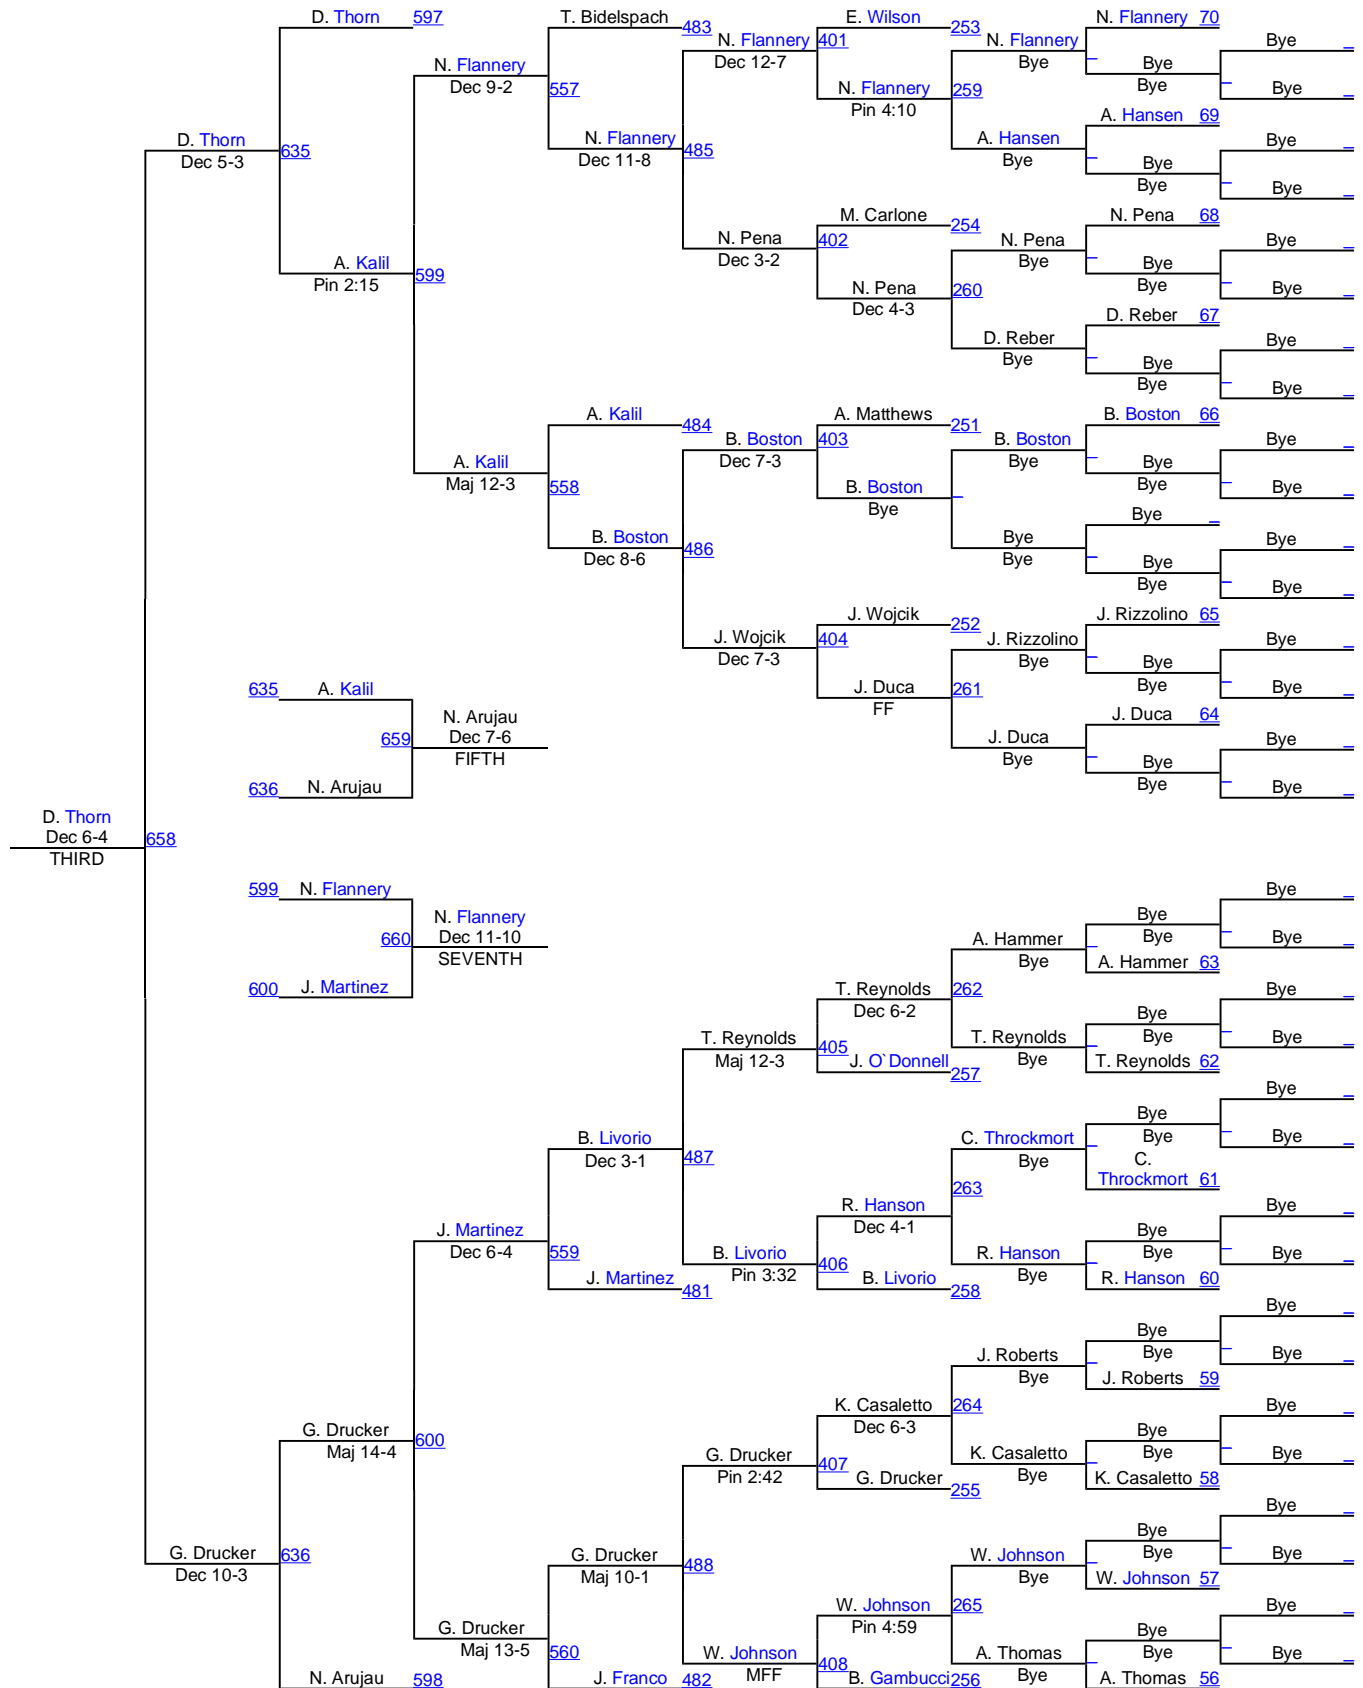 D. Thorn 597
T. Bidelspach 483
E. Wilson 253
N. Flannery 70
N. Flannery 401
Dec 12-7
N. Flannery
Bye
Bye
Bye
Bye
N. Flannery
Dec 9-2
557
N. Flannery
Pin 4:10
259
Bye
A. Hansen 69
N. Flannery
Dec 11-8
485
A. Hansen
Bye
Bye
Bye
Bye
Bye
D. Thorn
Dec 5-3
635
M. Carlone 254
N. Pena 68
N. Pena
Dec 3-2
402
N. Pena
Bye
Bye
Bye
Bye
A. Kalil
Pin 2:15
599
N. Pena
Dec 4-3
260
Bye
D. Reber 67
D. Reber
Bye
Bye
Bye
Bye
Bye
A. Kalil 484
A. Matthews 251
B. Boston 66
B. Boston
Dec 7-3
403
B. Boston
Bye
Bye
Bye
Bye
A. Kalil
Maj 12-3
558
B. Boston
Bye
Bye
Bye
B. Boston
Dec 8-6
486
Bye
Bye
Bye
Bye
Bye
Bye
J. Wojcik 252
J. Rizzolino 65
J. Wojcik
Dec 7-3
404
J. Rizzolino
Bye
Bye
Bye
Bye
635 A. Kalil
J. Duca
FF
261
Bye
N. Arujau
Dec 7-6
FIFTH
659
J. Duca 64
J. Duca
Bye
Bye
Bye
Bye
636 N. Arujau
Bye
D. Thorn
Dec 6-4
THIRD
658
599 N. Flannery
Bye
N. Flannery
Dec 11-10
SEVENTH
660
A. Hammer
Bye
Bye
Bye
Bye
A. Hammer 63
600 J. Martinez
T. Reynolds
Dec 6-2
262
Bye
T. Reynolds
Maj 12-3
405
T. Reynolds
Bye
Bye
Bye
Bye
J. O`Donnell 257
T. Reynolds 62
Bye
B. Livorio
Dec 3-1
487
C. Throckmort
Bye
Bye
Bye
Bye
C.
Throckmort 61
263
R. Hanson
Dec 4-1
Bye
J. Martinez
Dec 6-4
559
B. Livorio
Pin 3:32
406
R. Hanson
Bye
Bye
Bye
Bye
J. Martinez 481
B. Livorio 258
R. Hanson 60
Bye
J. Roberts
Bye
Bye
Bye
Bye
J. Roberts 59
K. Casaletto
Dec 6-3
264
Bye
G. Drucker
Maj 14-4
600
G. Drucker
Pin 2:42
407
K. Casaletto
Bye
Bye
Bye
Bye
G. Drucker 255
K. Casaletto 58
Bye
G. Drucker
Dec 10-3
636
G. Drucker
Maj 10-1
488
W. Johnson
Bye
Bye
Bye
Bye
W. Johnson 57
W. Johnson
Pin 4:59
265
Bye
G. Drucker
Maj 13-5
560
W. Johnson
MFF
408
A. Thomas
Bye
Bye
Bye
Bye
N. Arujau 598
J. Franco 482
B. Gambucci 256
A. Thomas 56